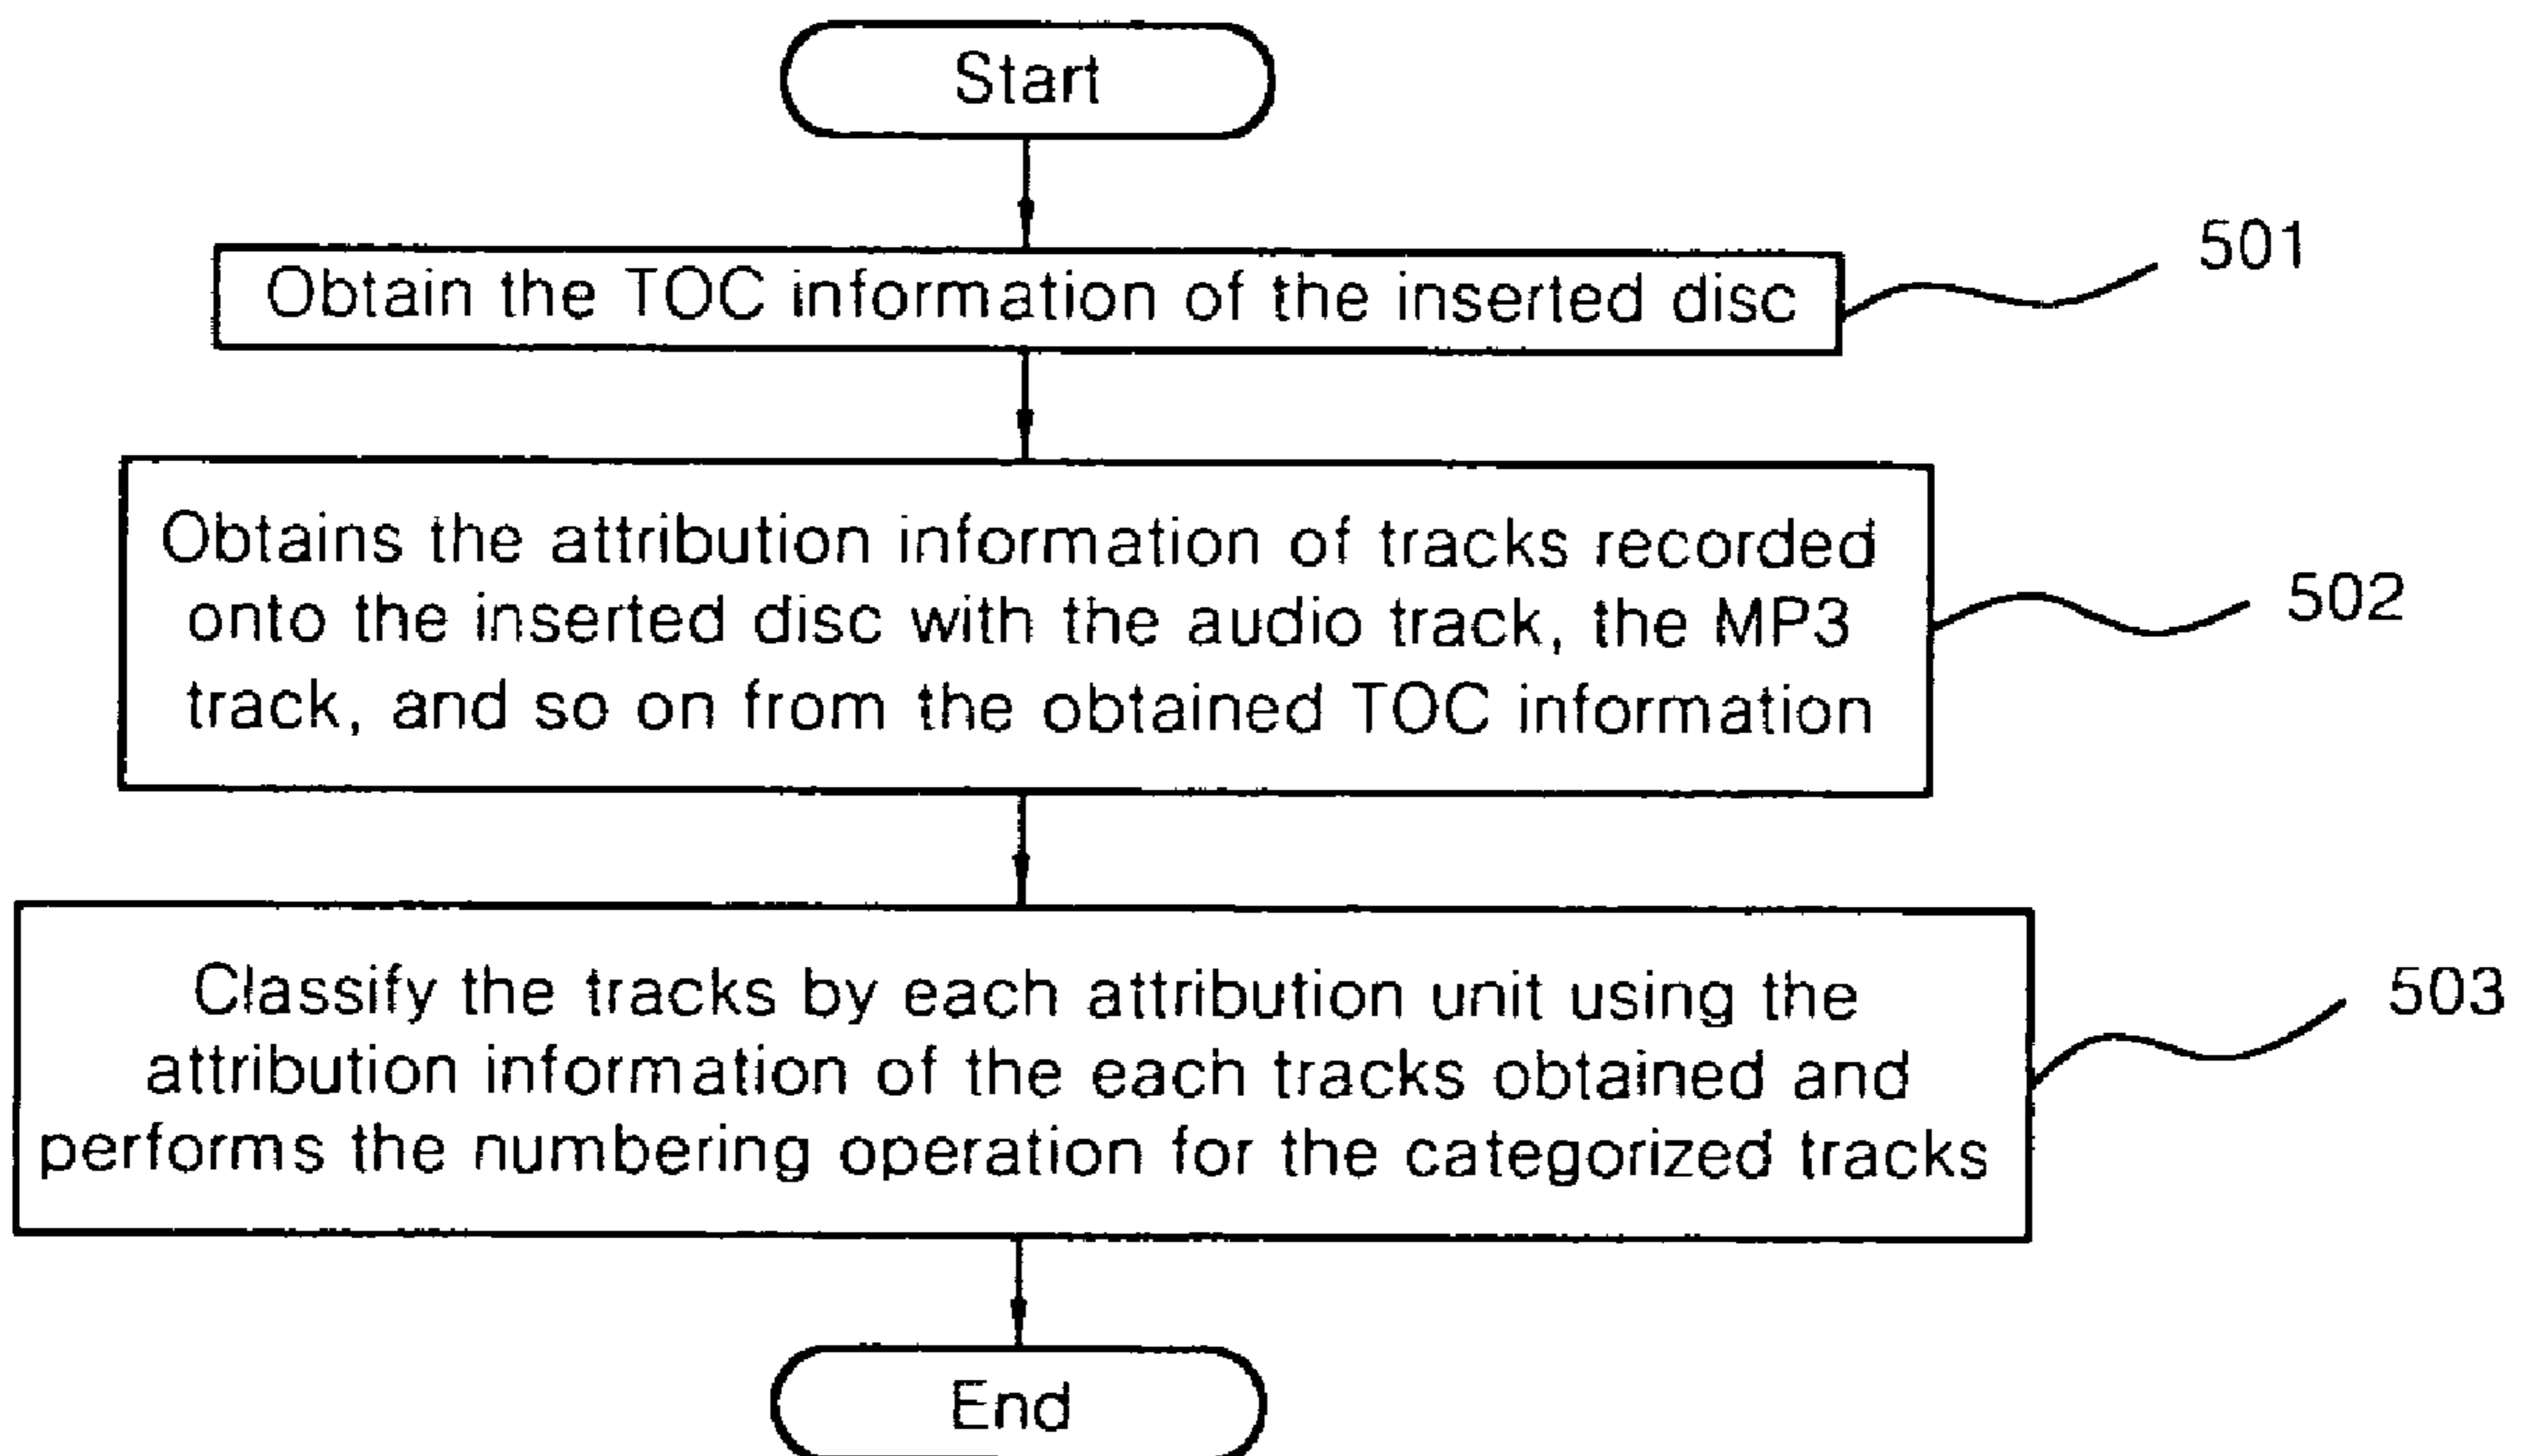 Start
Obtain the TOC information of the inserted disc
501
Obtains the attribution information of tracks recorded
onto the inserted disc with the audio track, the MP3
track, and so on from the obtained TOC information
502
Classify the tracks by each attribution unit using the
attribution information of the each tracks obtained and
performs the numbering operation for the categorized tracks
503
End